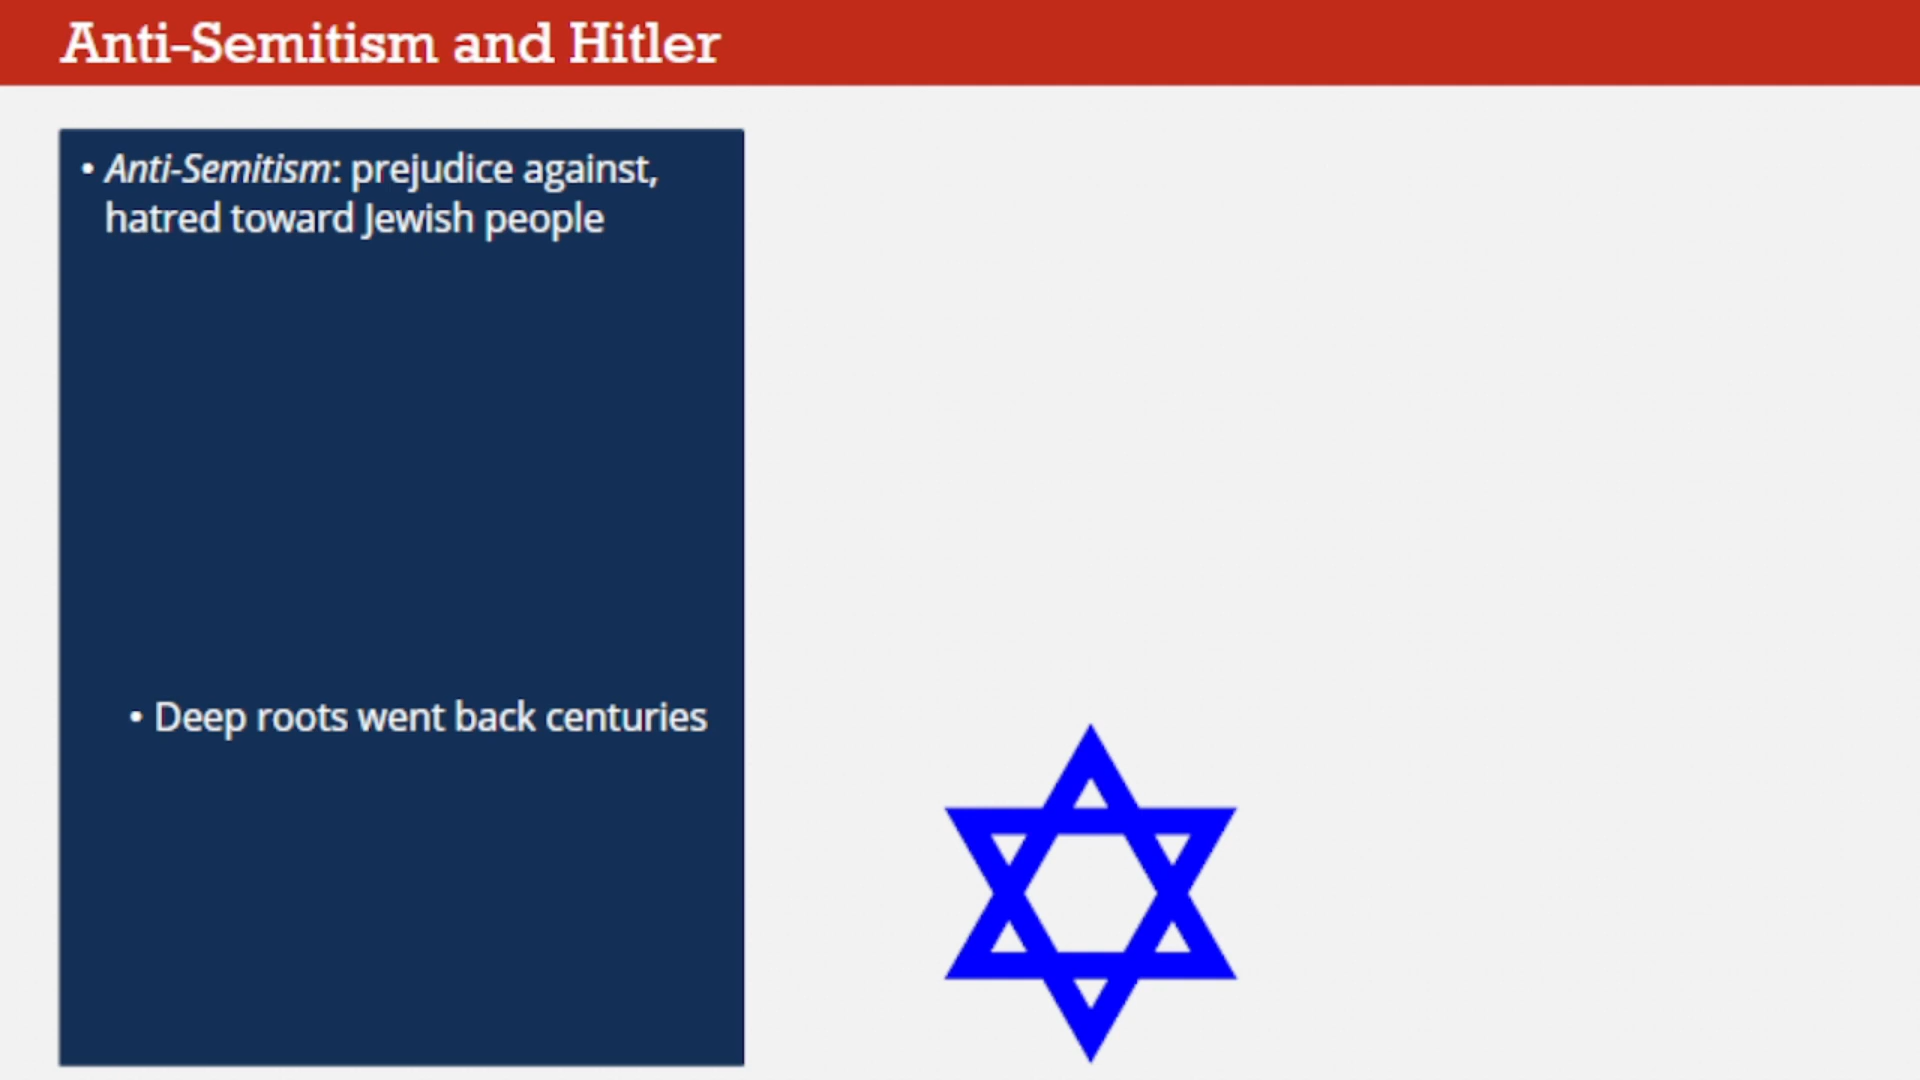 Anti-Semitism and Hitler
• Anti-Semitism: prejudice against,
hatred toward Jewish people
• Deep roots went back centuries